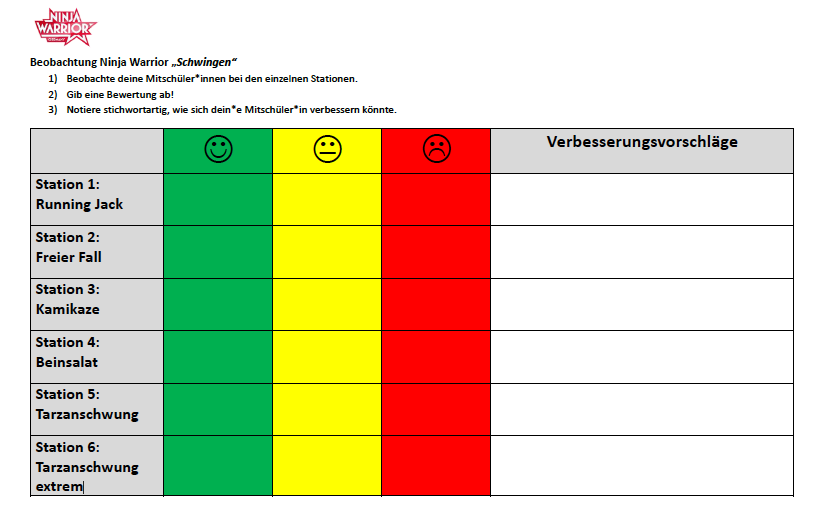 NINJA
WARRIOR
GERMANY
Beobachtung Ninja Warrior „Schwingen“
1) Beobachte deine Mitschüler*innen bei den einzelnen Stationen.
2) Gib eine Bewertung ab!
3) Notiere stichwortartig, wie sich dein*e Mitschüler*in verbessern könnte.
Verbesserungsvorschläge
Station 1:
Running Jack
Station 2:
Freier Fall
Station 3:
Kamikaze
Station 4:
Beinsalat
Station 5:
Tarzanschwung
Station 6:
Tarzanschwung
extrem